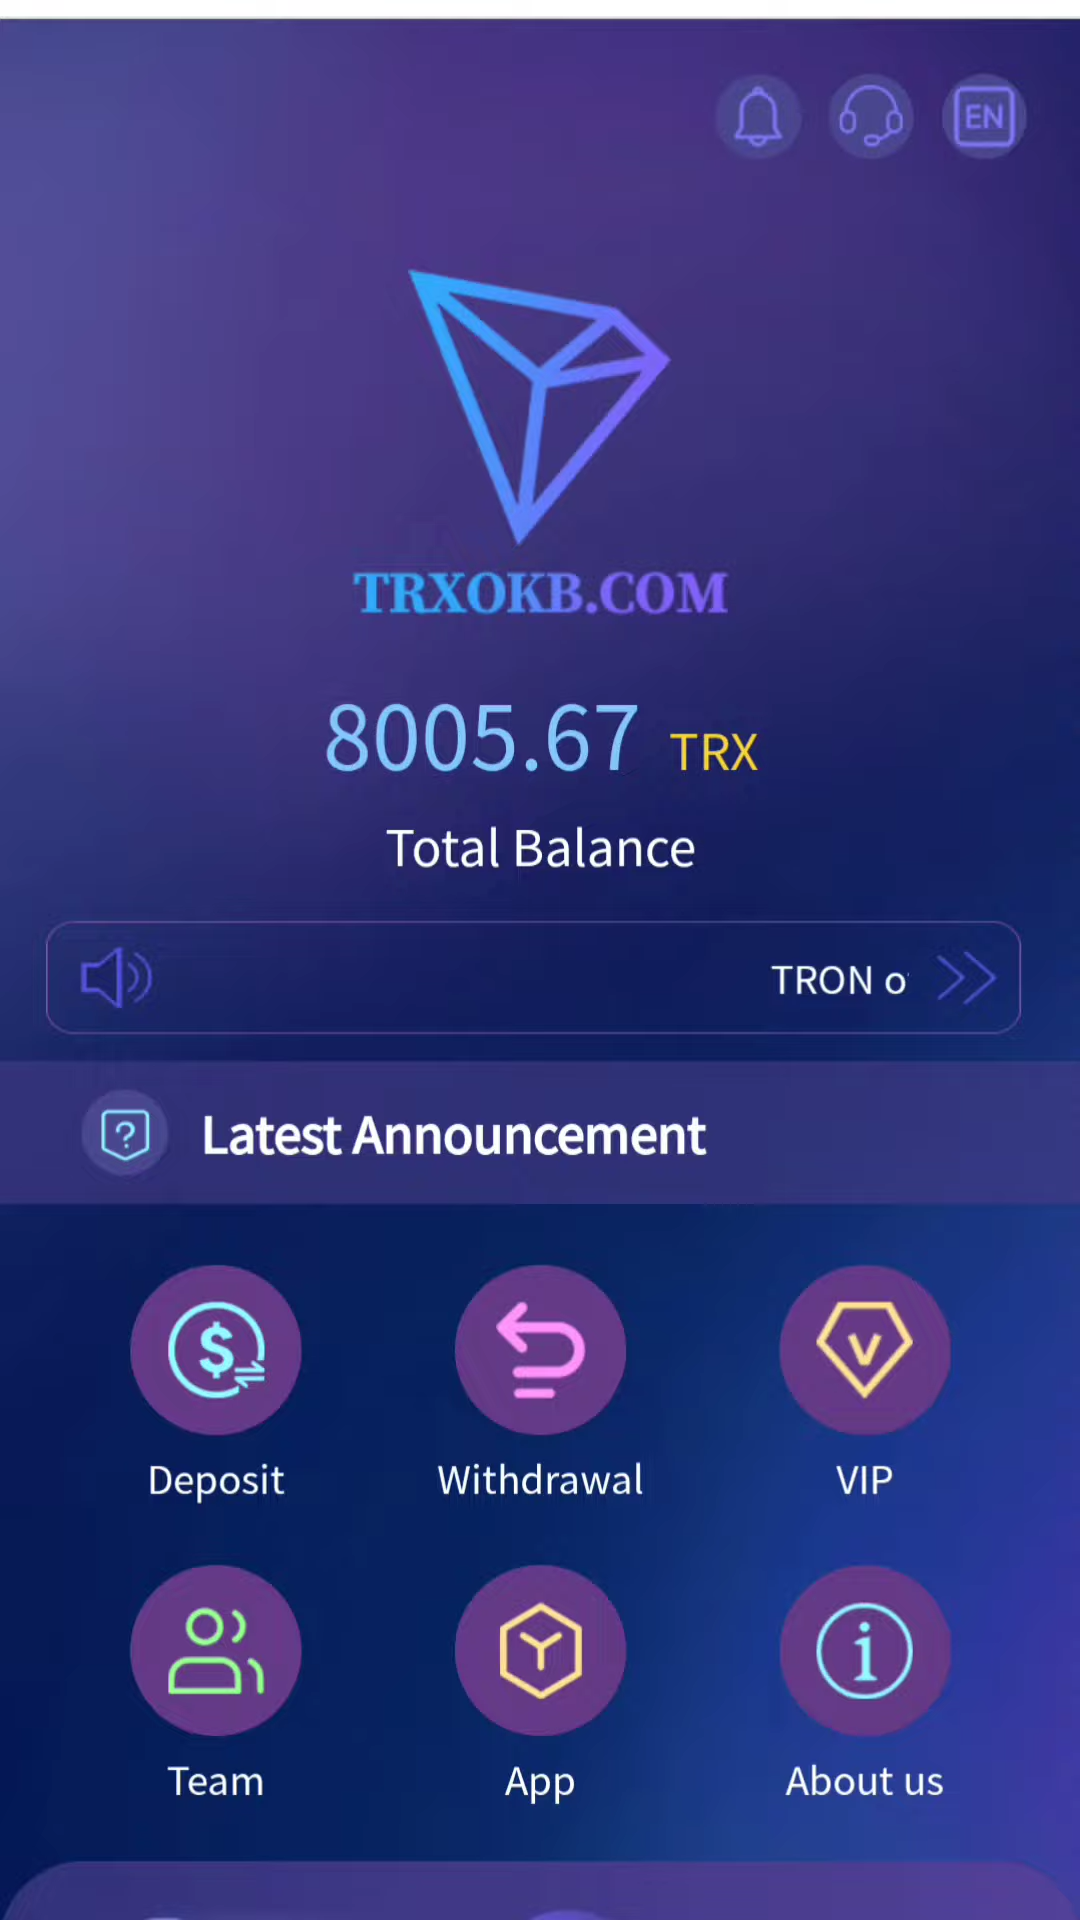 EN
TRXOKB.COM
8005.67 TRX
Total Balance
TRON
Latest Announcement
$
V
Deposit
Withdrawal
VIP
Team
App
About us